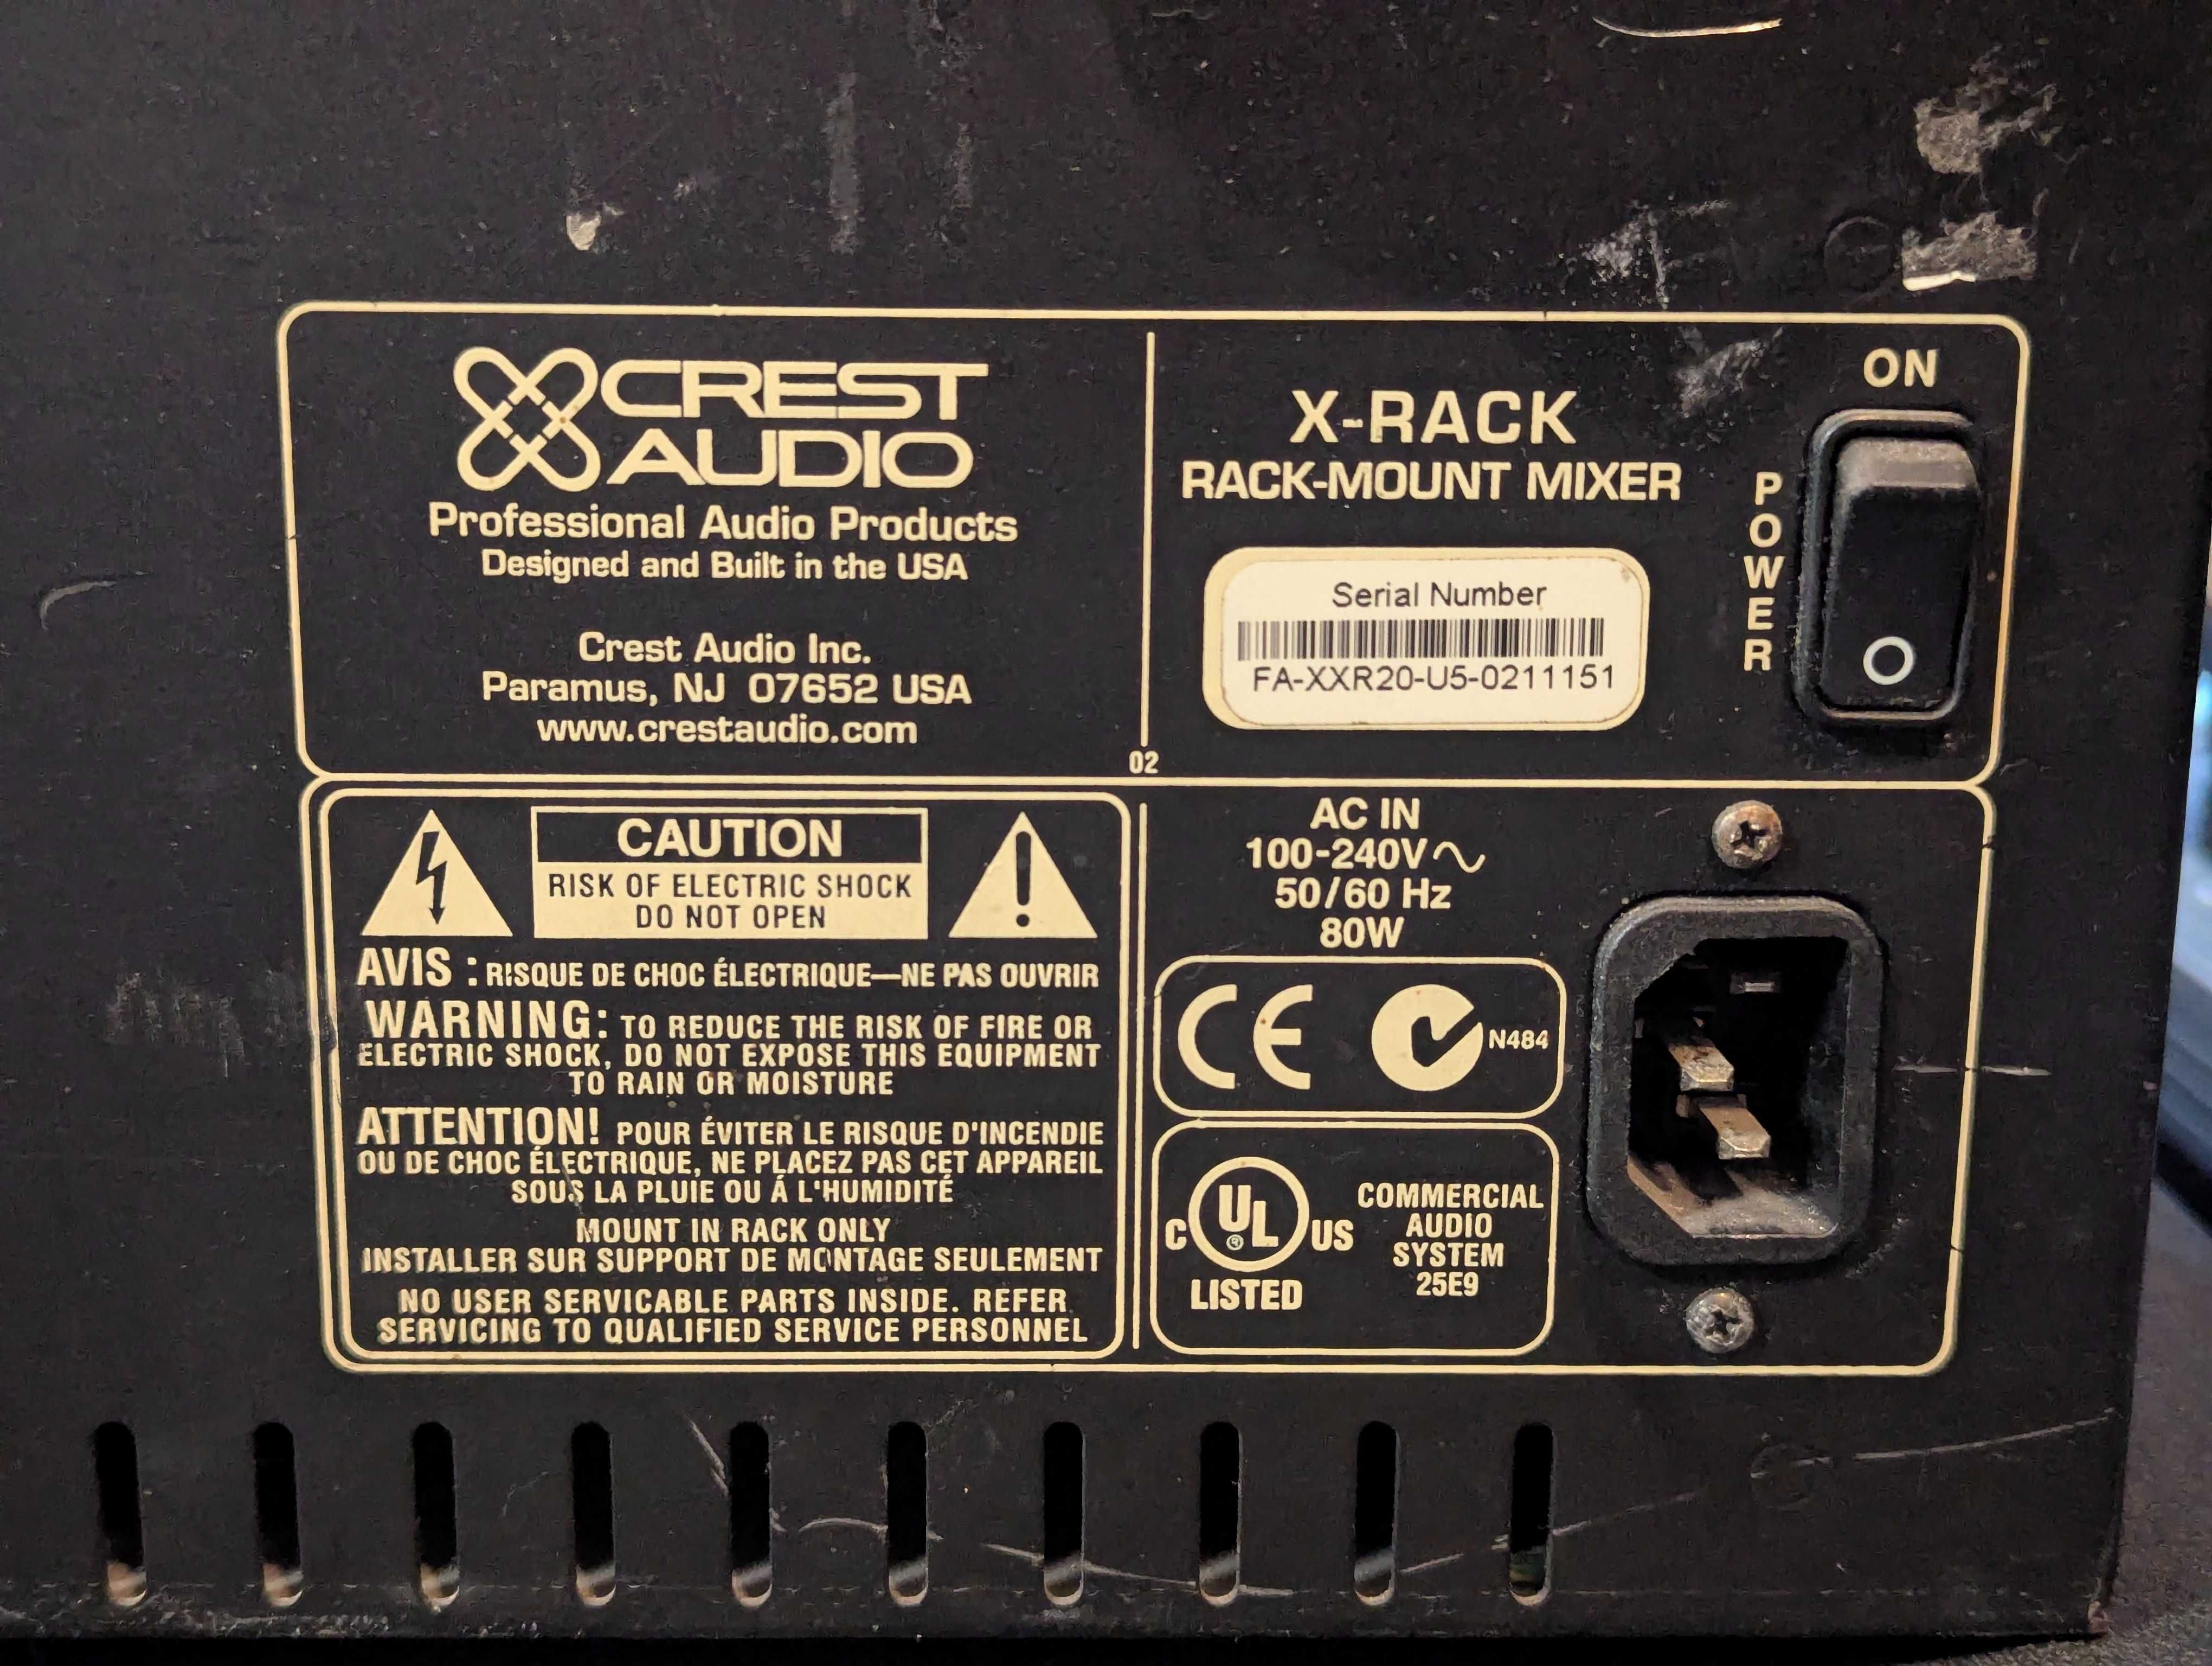 CREST
AUDIO
Professional Audio Products
Designed and Built in the USA
Crest Audio Inc.
Paramus, NJ 07652 USA
www.crestaudio.com
02
X-RACK
RACK-MOUNT MIXER
Serial Number
FA-XXR20-U5-0211151
ON
POWER
CAUTION
RISK OF ELECTRIC SHOCK
DO NOT OPEN
AVIS : RISQUE DE CHOC ÉLECTRIQUE—NE PAS OUVRIR
WARNING: TO REDUCE THE RISK OF FIRE OR
ELECTRIC SHOCK, DO NOT EXPOSE THIS EQUIPMENT
TO RAIN OR MOISTURE
ATTENTION! POUR ÉVITER LE RISQUE D'INCENDIE
OU DE CHOC ÉLECTRIQUE, NE PLACEZ PAS CET APPAREIL
SOUS LA PLUIE OU Á L'HUMIDITÉ
MOUNT IN RACK ONLY
INSTALLER SUR SUPPORT DE MONTAGE SEULEMENT
NO USER SERVICABLE PARTS INSIDE. REFER
SERVICING TO QUALIFIED SERVICE PERSONNEL
AC IN
100-240V~
50/60 Hz
80W
CE N484
C UL ® US
LISTED
COMMERCIAL
AUDIO
SYSTEM
25E9